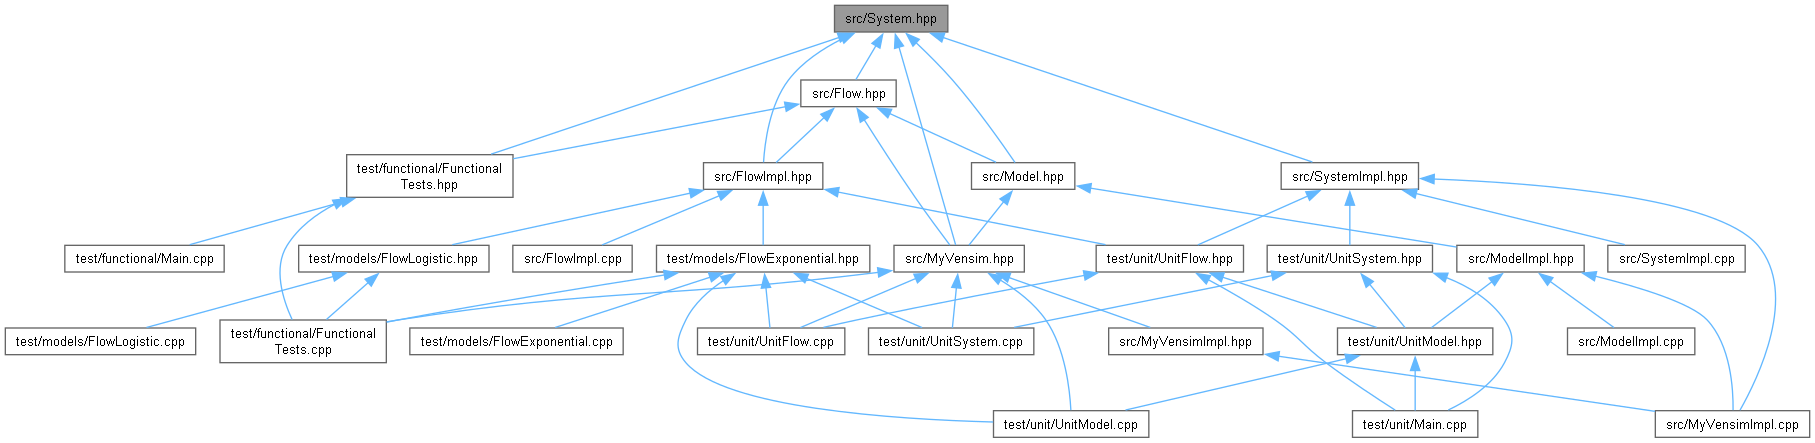 src/System.hpp
src/Flow.hpp
test/functional/Functional
Tests.hpp
src/FlowImpl.hpp
src/Model.hpp
src/SystemImpl.hpp
test/functional/Main.cpp
test/models/FlowLogistic.hpp
src/FlowImpl.cpp
test/models/FlowExponential.hpp
src/MyVensim.hpp
test/unit/UnitFlow.hpp
test/unit/UnitSystem.hpp
src/ModelImpl.hpp
src/SystemImpl.cpp
test/models/FlowLogistic.cpp
test/functional/Functional
Tests.cpp
test/models/FlowExponential.cpp
test/unit/UnitFlow.cpp
test/unit/UnitSystem.cpp
src/MyVensimImpl.hpp
test/unit/UnitModel.hpp
src/ModelImpl.cpp
test/unit/UnitModel.cpp
test/unit/Main.cpp
src/MyVensimImpl.cpp